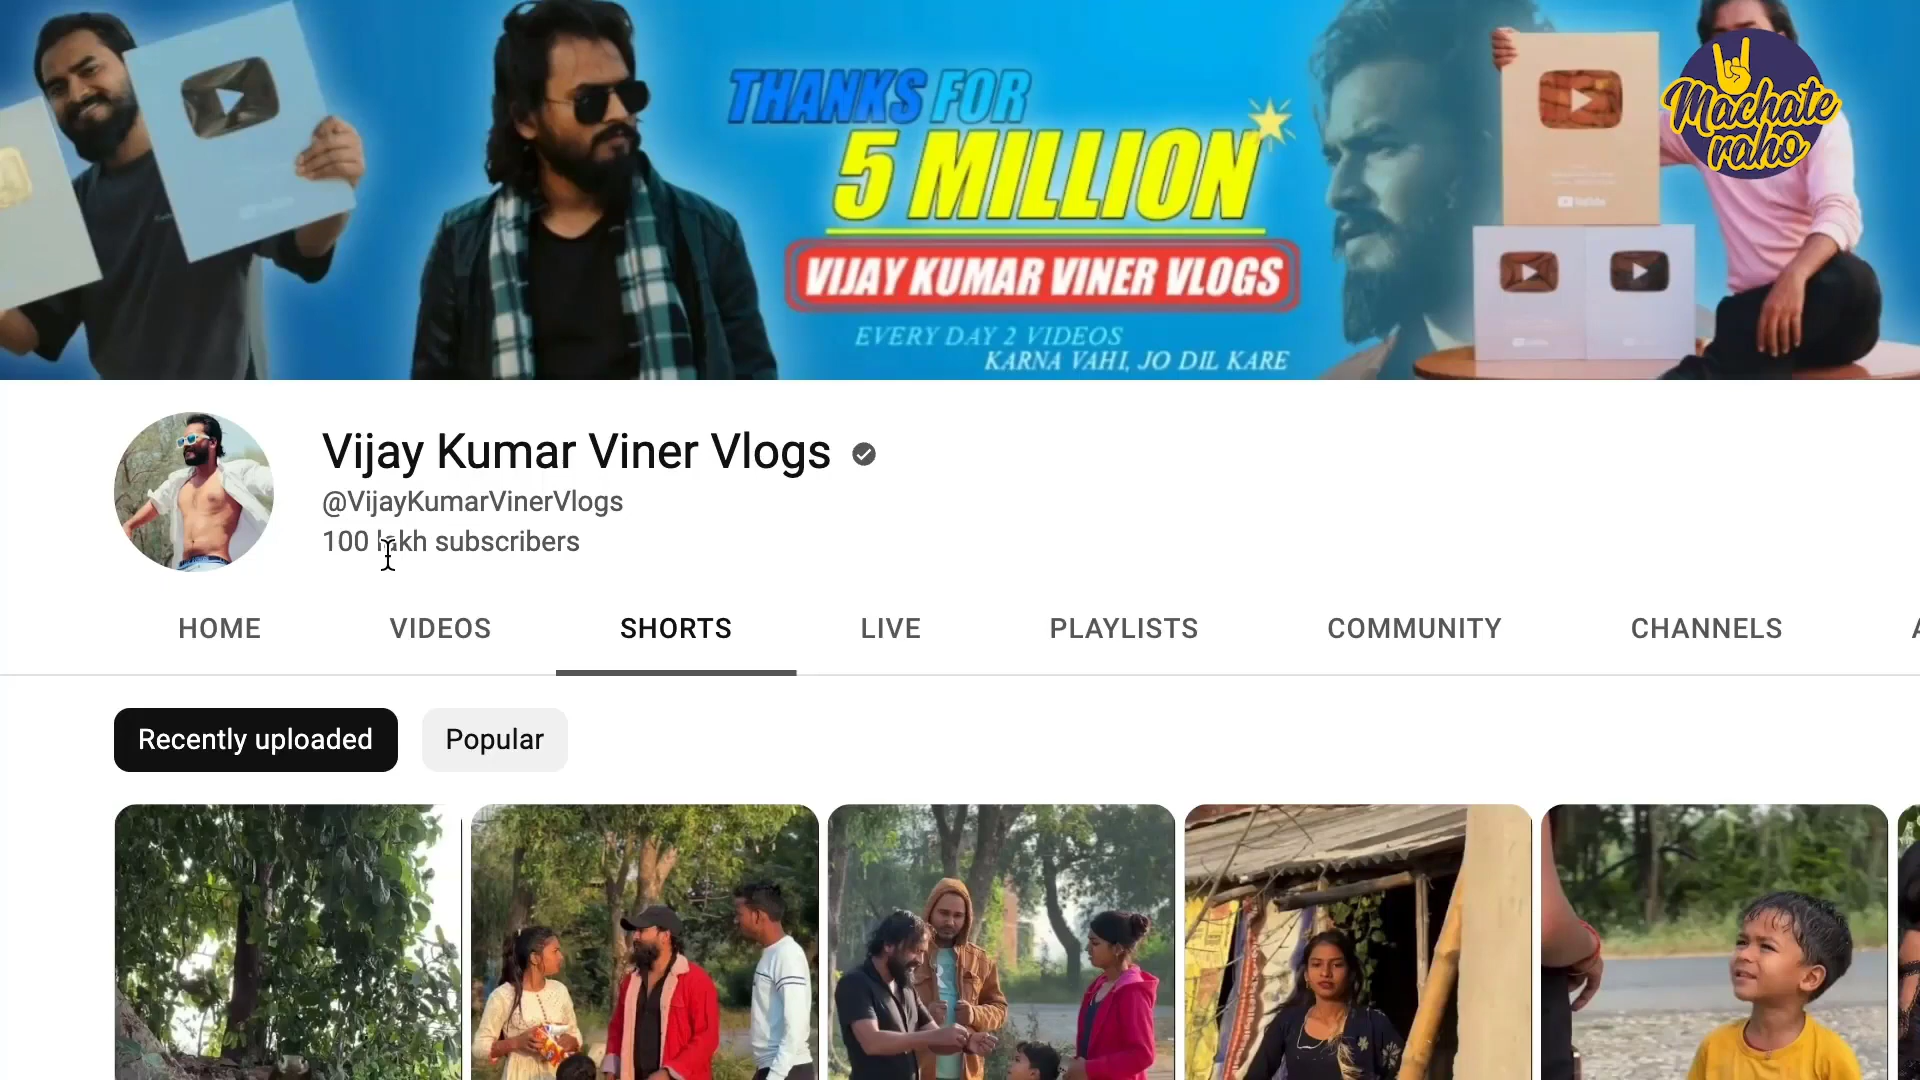 THANKS FOR
5 MILLION
VIJAY KUMAR VINER VLOGS
EVERY DAY 2 VIDEOS
KARNA VAHI, JO DIL KARE
Machate
raho
YouTube
Vijay Kumar Viner Vlogs
@VijayKumarVinerVlogs
100 lakh subscribers
HOME VIDEOS SHORTS LIVE PLAYLISTS COMMUNITY CHANNELS
Recently uploaded Popular